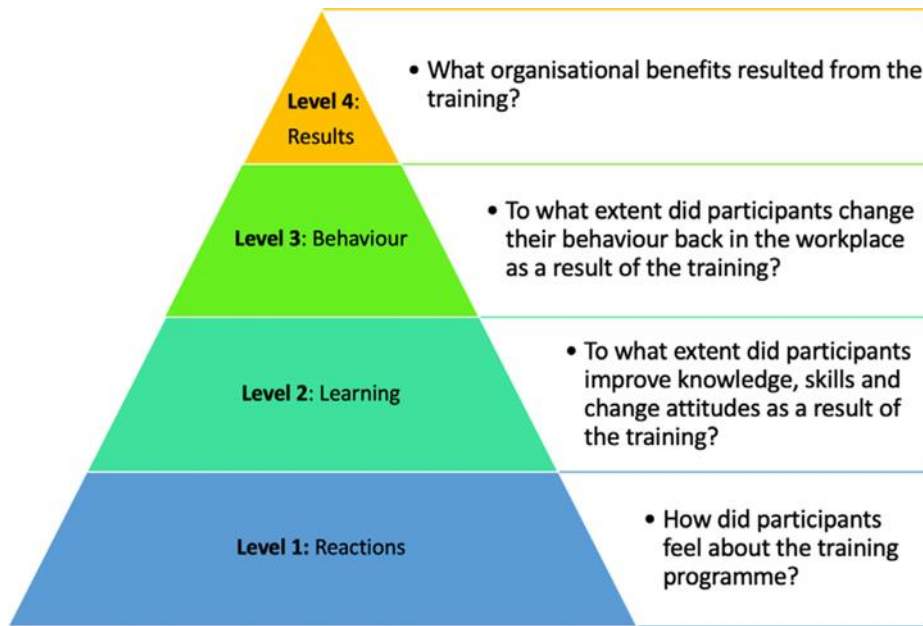 Level 4:
Results
• What organisational benefits resulted from the
training?
Level 3: Behaviour
• To what extent did participants change
their behaviour back in the workplace
as a result of the training?
Level 2: Learning
• To what extent did participants
improve knowledge, skills and
change attitudes as a result of
the training?
Level 1: Reactions
• How did participants
feel about the training
programme?